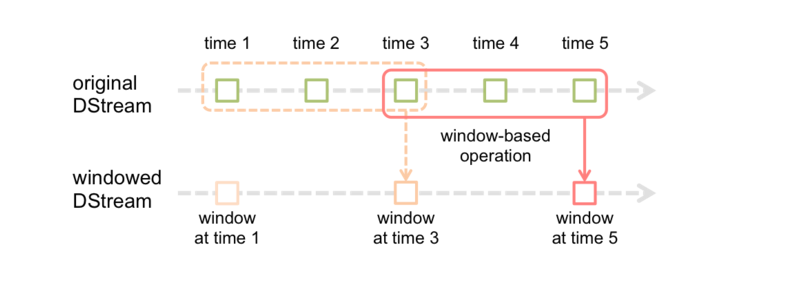 time 1 time 2 time 3 time 4 time 5
original
DStream
window-based
operation
windowed
DStream
window
at time 1
window
at time 3
window
at time 5